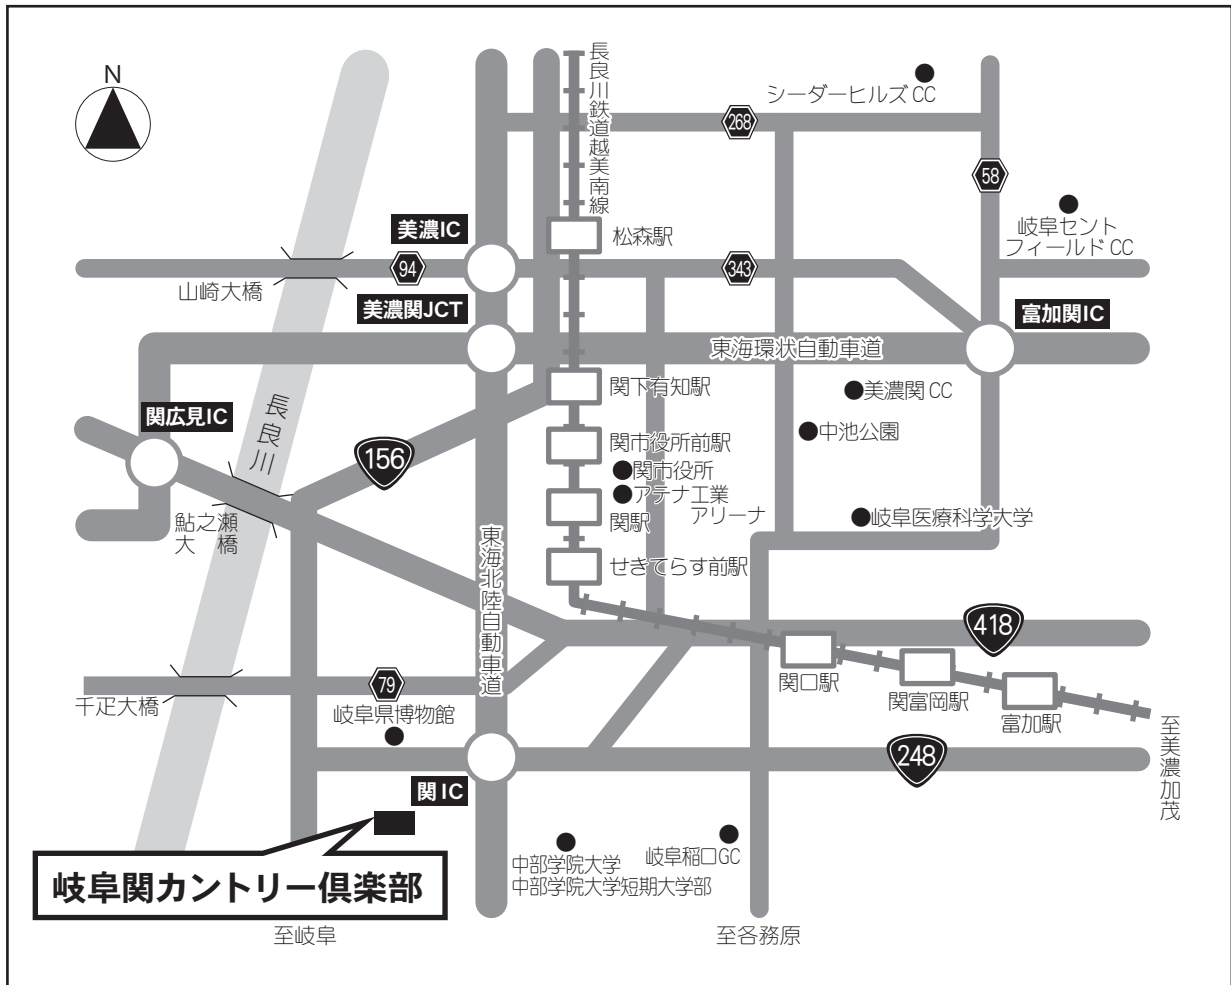 N
長良川鉄道越美南線
シーダーヒルズ CC
268
58
岐阜セント
フィールド CC
美濃IC
松森駅
94
343
山崎大橋
美濃関JCT
富加関IC
東海環状自動車道
関下有知駅
美濃関 CC
長良川
関広見IC
156
関市役所前駅
中池公園
関市役所
アテナ工業
アリーナ
関駅
岐阜医療科学大学
鮎之瀬
大橋
東海北陸自動車道
せきてらす前駅
418
関口駅
関富岡駅
富加駅
79
千疋大橋
岐阜県博物館
至美濃加茂
248
関IC
岐阜関カントリー倶楽部
中部学院大学
中部学院大学短期大学部
岐阜稲口GC
至岐阜
至各務原